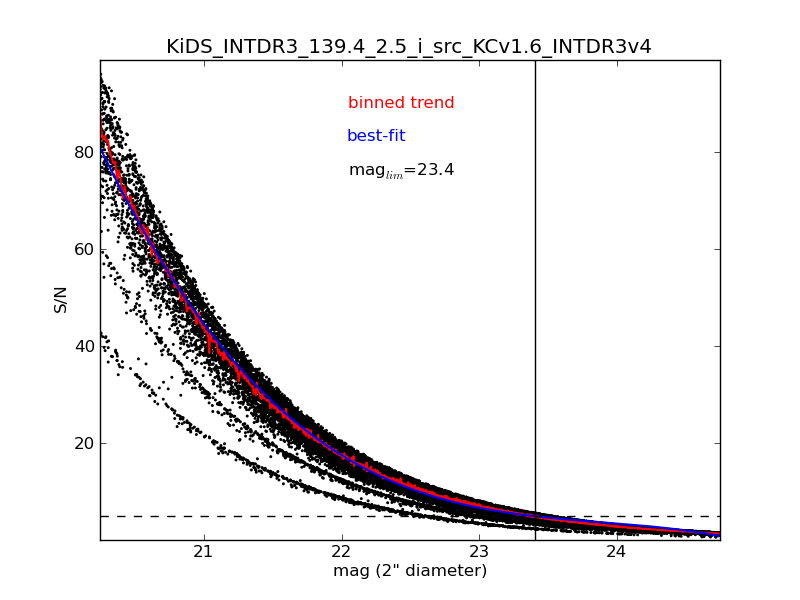 KiDS_INTDR3_139.4_2.5_i_src_KCv1.6_INTDR3v4
binned trend
best-fit
mag_lim=23.4
80
60
40
20
S/N
21 22 23 24
mag (2" diameter)